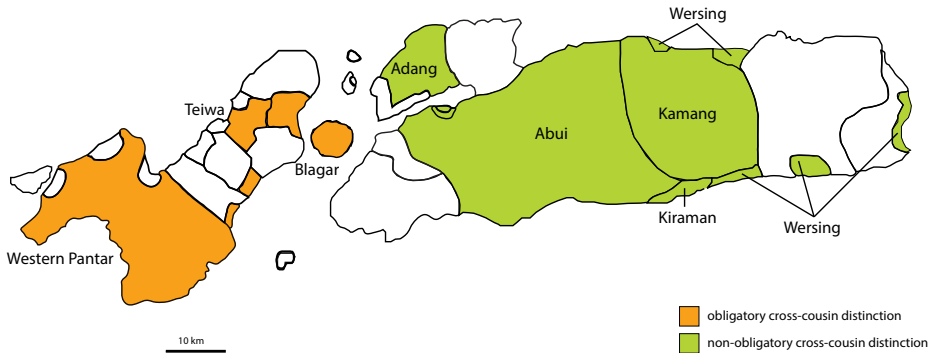 Wersing
Adang
Teiwa
Kamang
Abui
Blagar
Kiraman
Wersing
Western Pantar
10 km
obligatory cross-cousin distinction
non-obligatory cross-cousin distinction